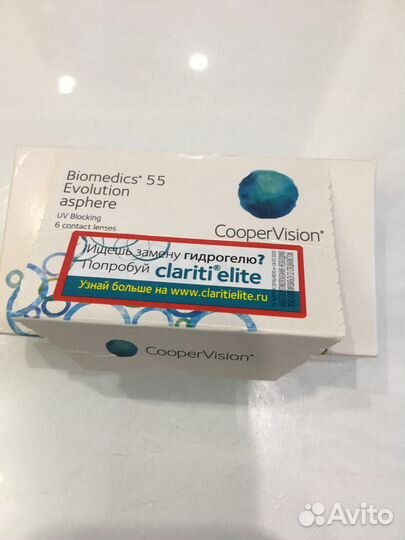 Biomedics® 55
Evolution
asphere
UV Blocking
6 contact lenses
CooperVision®
Ищешь замену гидрогелю?
Попробуй clariti® elite
Узнай больше на www.claritielite.ru
CooperVision®
Avito